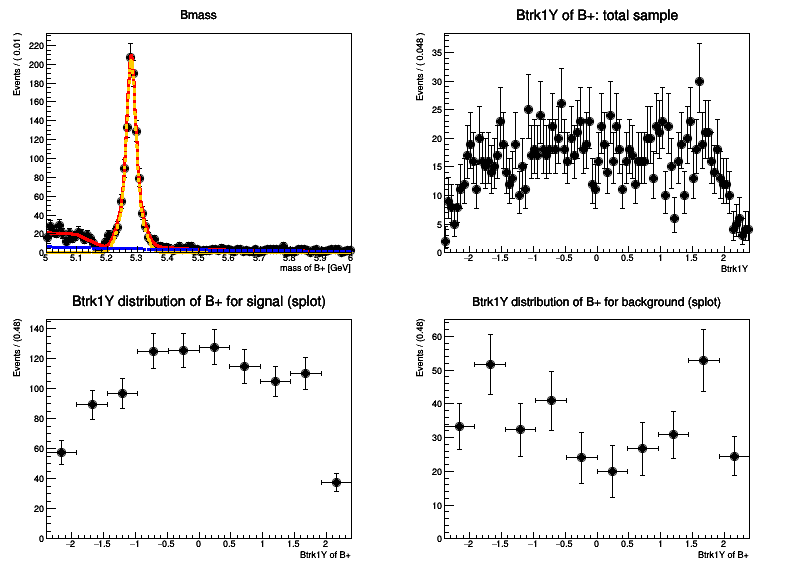 Bmass
Events / ( 0.01 )
220
200
180
160
140
120
100
80
60
40
20
0
5 5.1 5.2 5.3 5.4 5.5 5.6 5.7 5.8 5.9 6
mass of B+ [GeV]
Btrk1Y of B+: total sample
Events / ( 0.048 )
35
30
25
20
15
10
5
0
−2 −1.5 −1 −0.5 0 0.5 1 1.5 2
Btrk1Y
Btrk1Y distribution of B+ for signal (splot)
Events / (0.48)
140
120
100
80
60
40
20
0
−2 −1.5 −1 −0.5 0 0.5 1 1.5 2
Btrk1Y of B+
Btrk1Y distribution of B+ for background (splot)
Events / (0.48)
60
50
40
30
20
10
0
−2 −1.5 −1 −0.5 0 0.5 1 1.5 2
Btrk1Y of B+